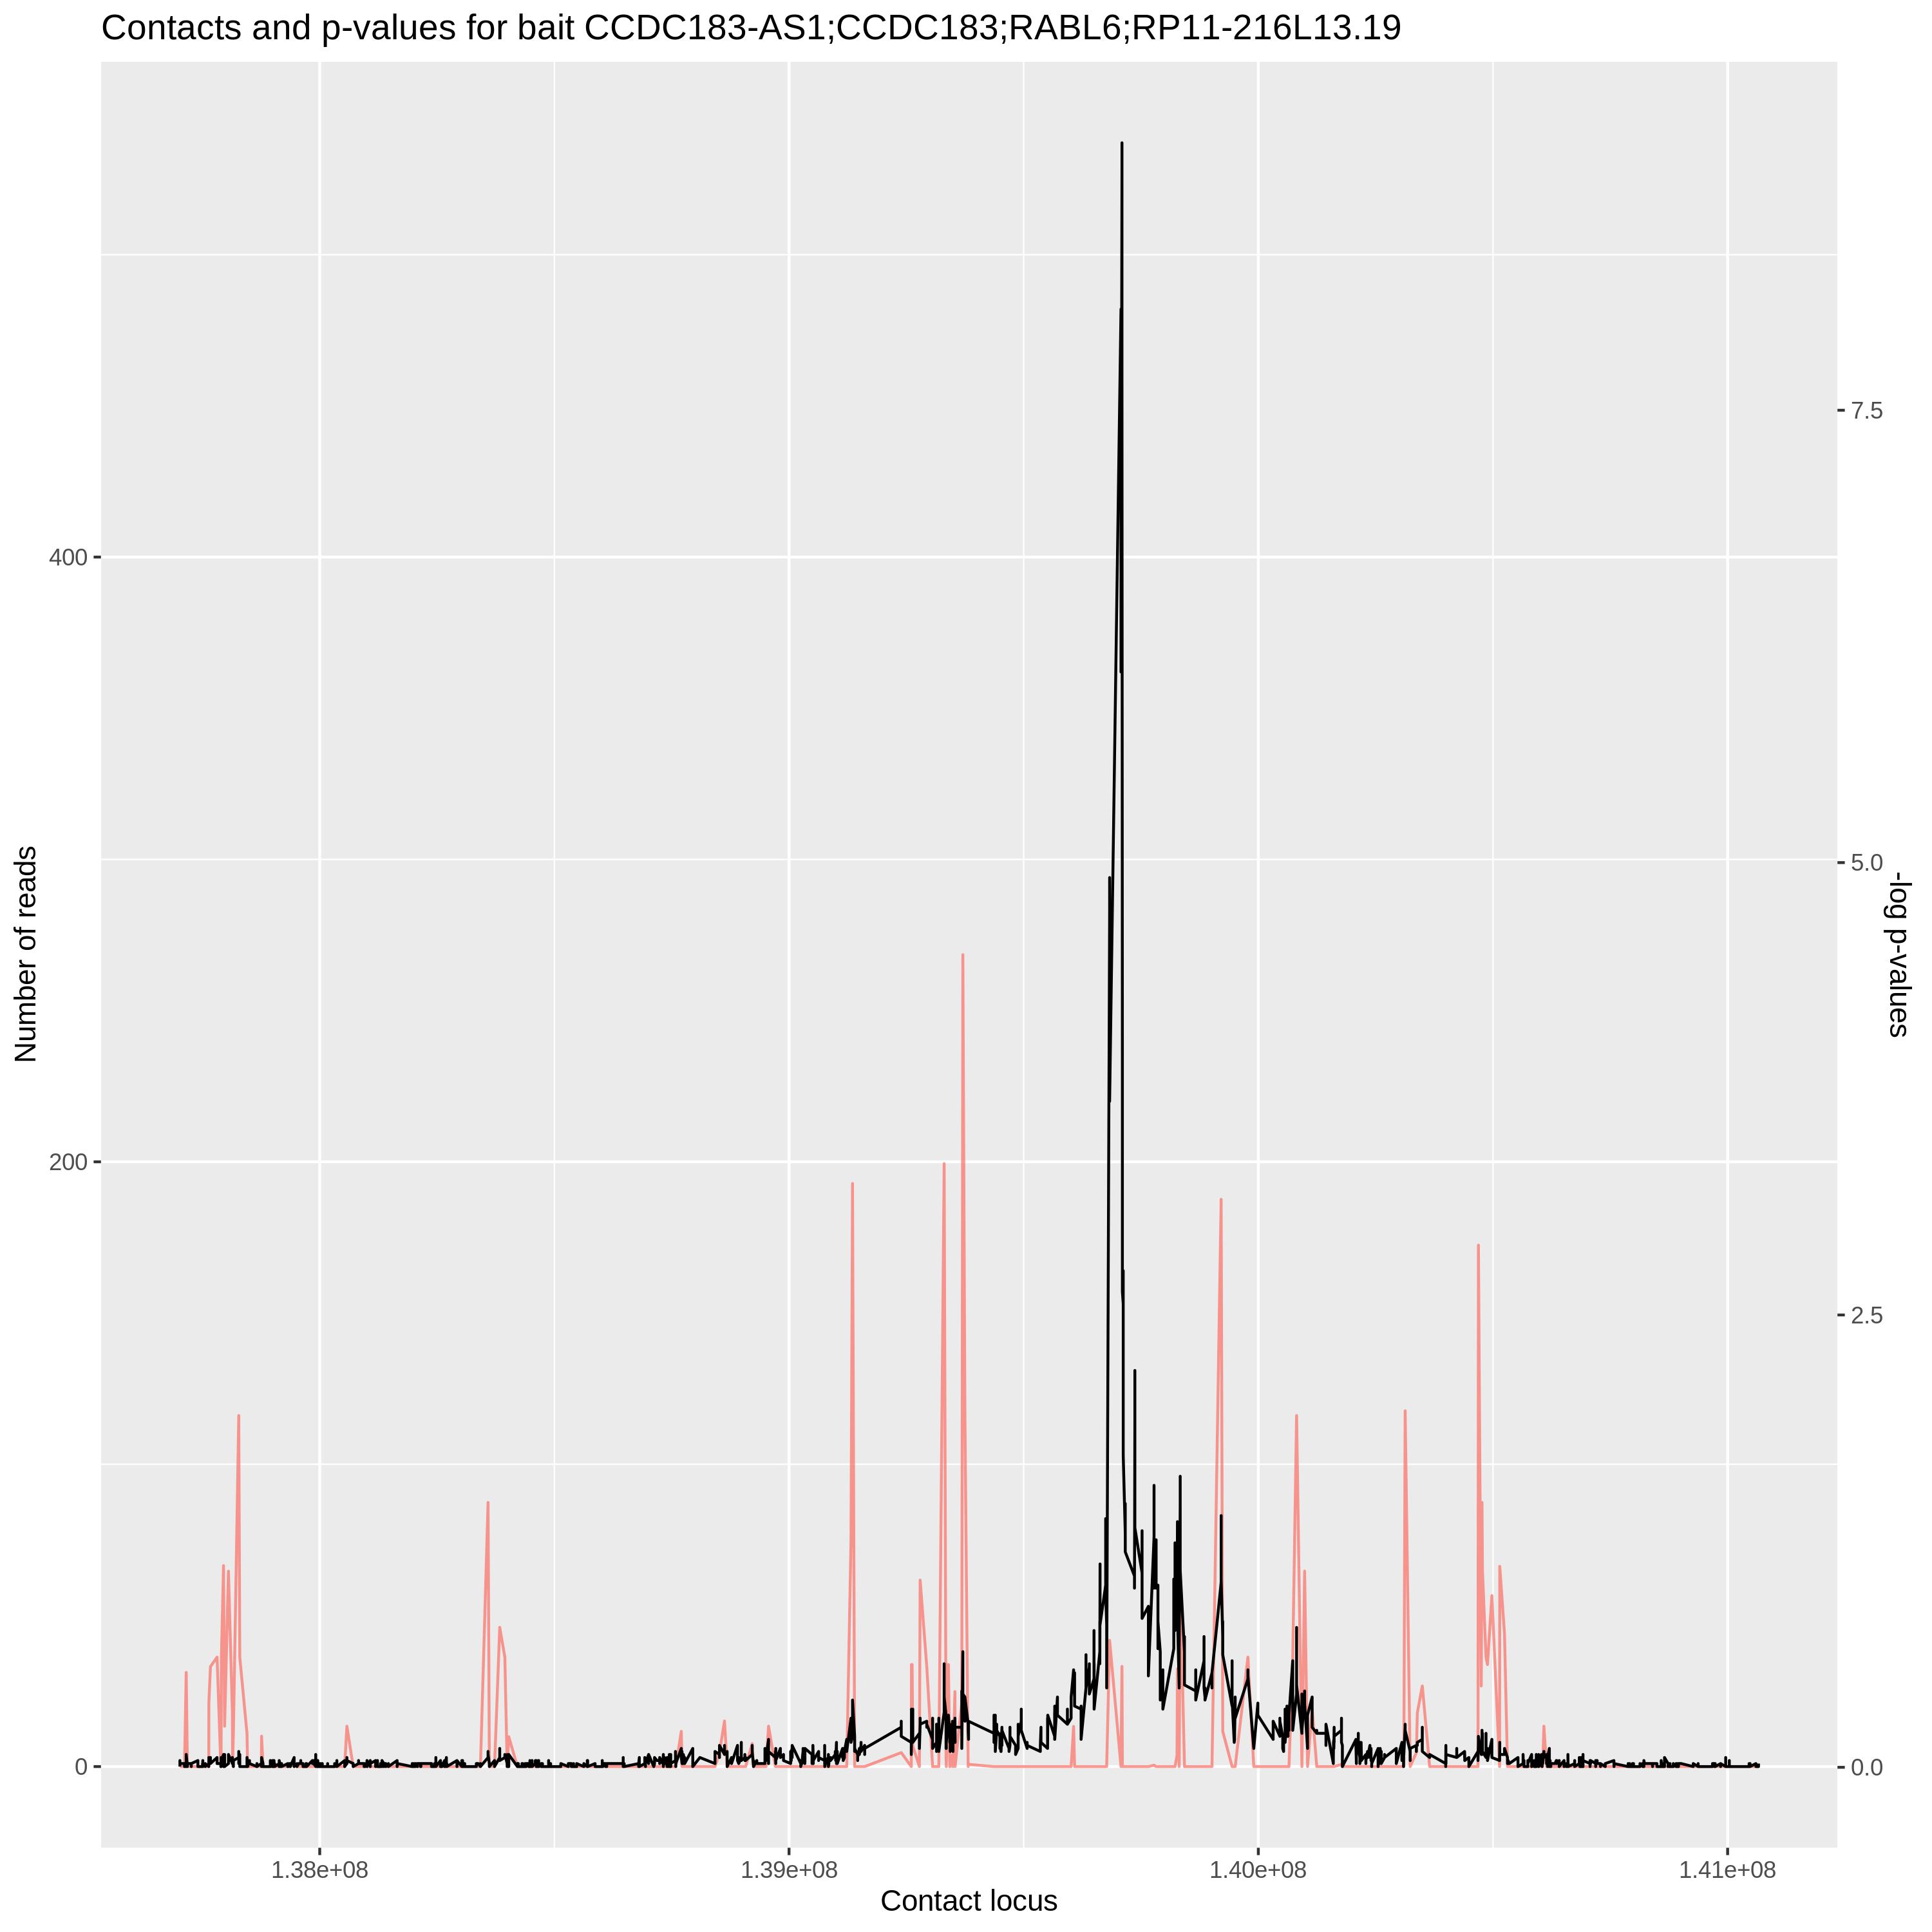 Contacts and p-values for bait CCDC183-AS1;CCDC183;RABL6;RP11-216L13.19
Number of reads
400
200
0
7.5
5.0
2.5
0.0
-log p-values
1.38e+08
1.39e+08
1.40e+08
1.41e+08
Contact locus